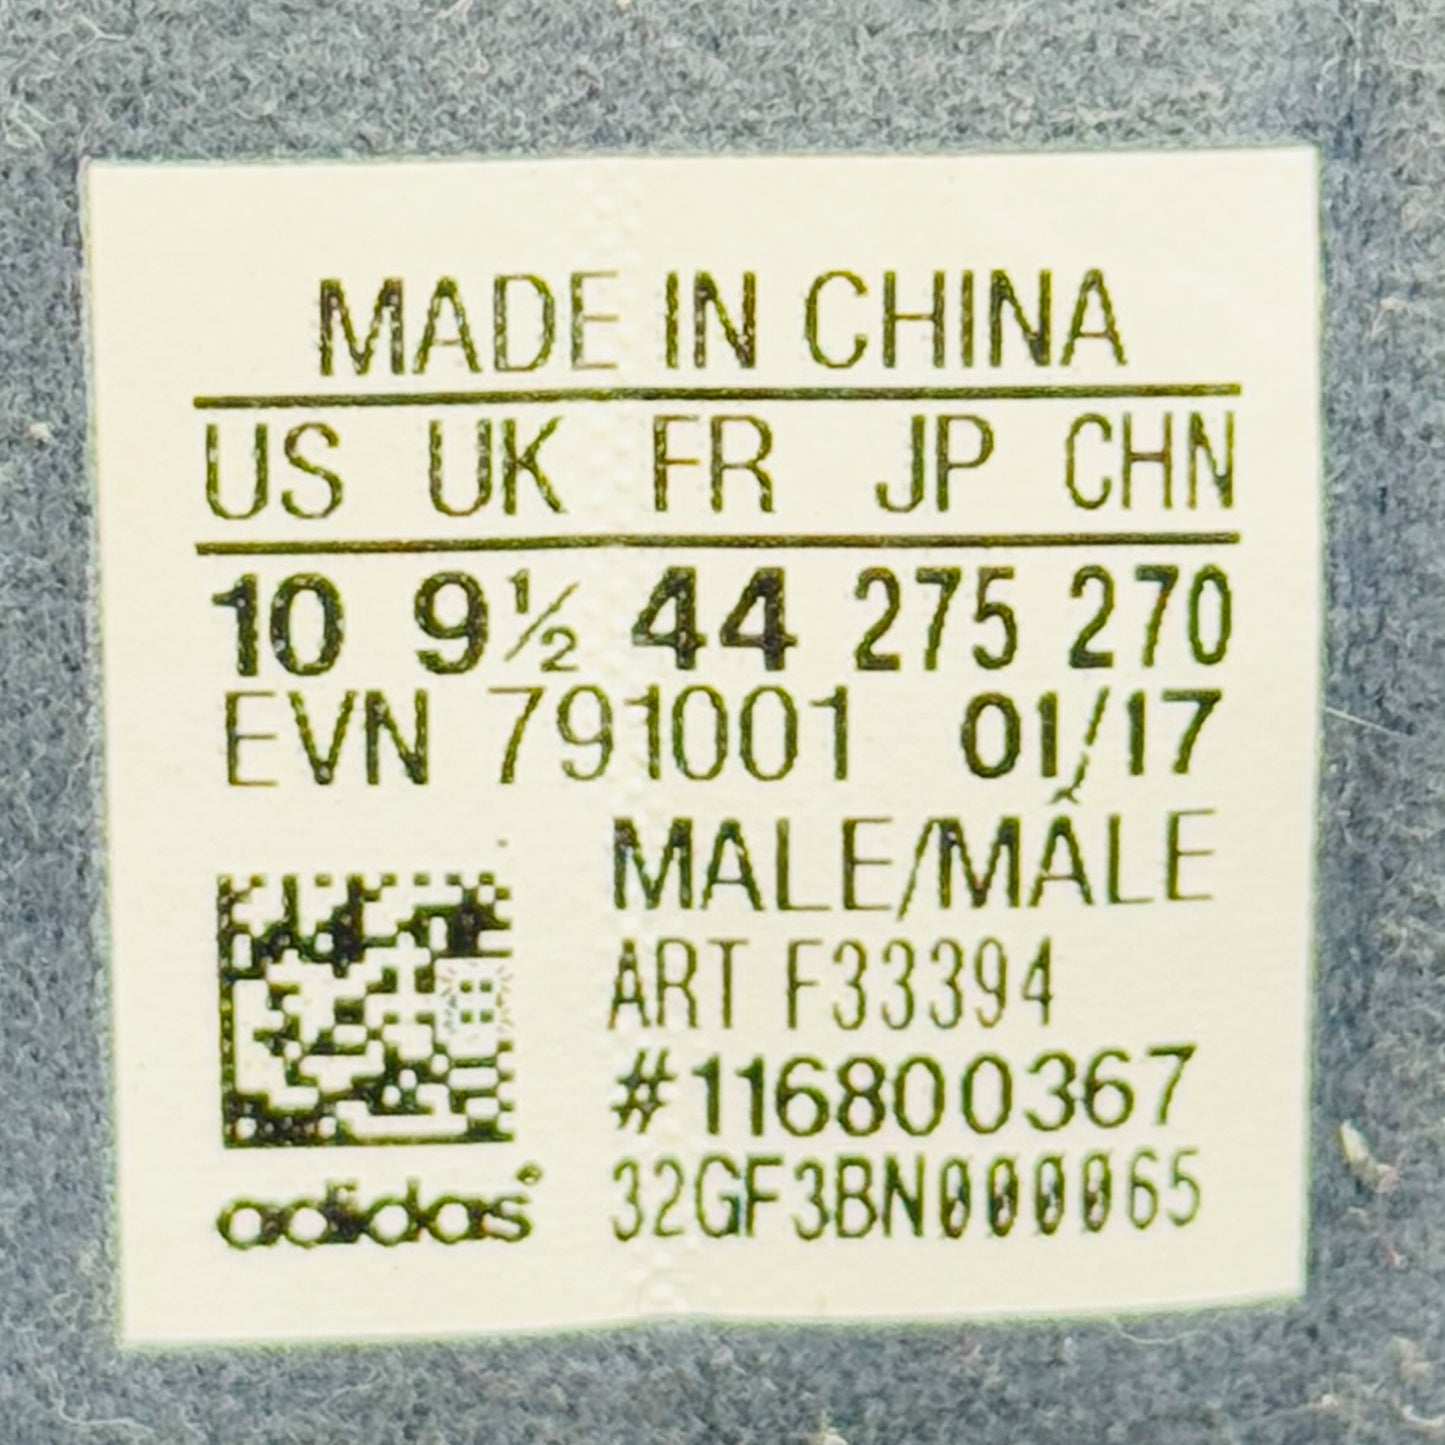 MADE IN CHINA
US UK FR JP CHN
10 9½ 44 275 270
EVN 791001 01/17
MALE/MÂLE
ART F33394
#116800367
32GF3BN000065
adidas®